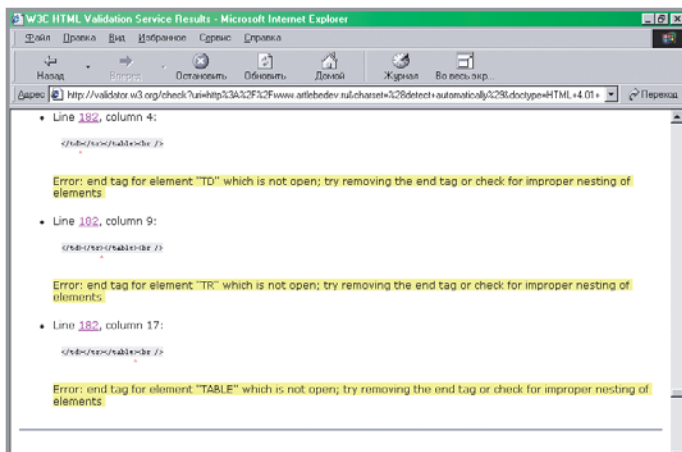 W3C HTML Validation Service Results - Microsoft Internet Explorer
Файл Правка Вид Избранное Сервис Справка
Назад Вперед Остановить Обновить Домой Журнал Во весь экр...
Адрес http://validator.w3.org/check?uri=http%3A%2F%2Fwww.artlebedev.ru&charset=%28detect+automatically%29&doctype=HTML+4.01+ Переход
• Line 182, column 4:
</td></tr></table><br />
^
Error: end tag for element "TD" which is not open; try removing the end tag or check for improper nesting of
elements
• Line 182, column 9:
</td></tr></table><br />
^
Error: end tag for element "TR" which is not open; try removing the end tag or check for improper nesting of
elements
• Line 182, column 17:
</td></tr></table><br />
^
Error: end tag for element "TABLE" which is not open; try removing the end tag or check for improper nesting of
elements